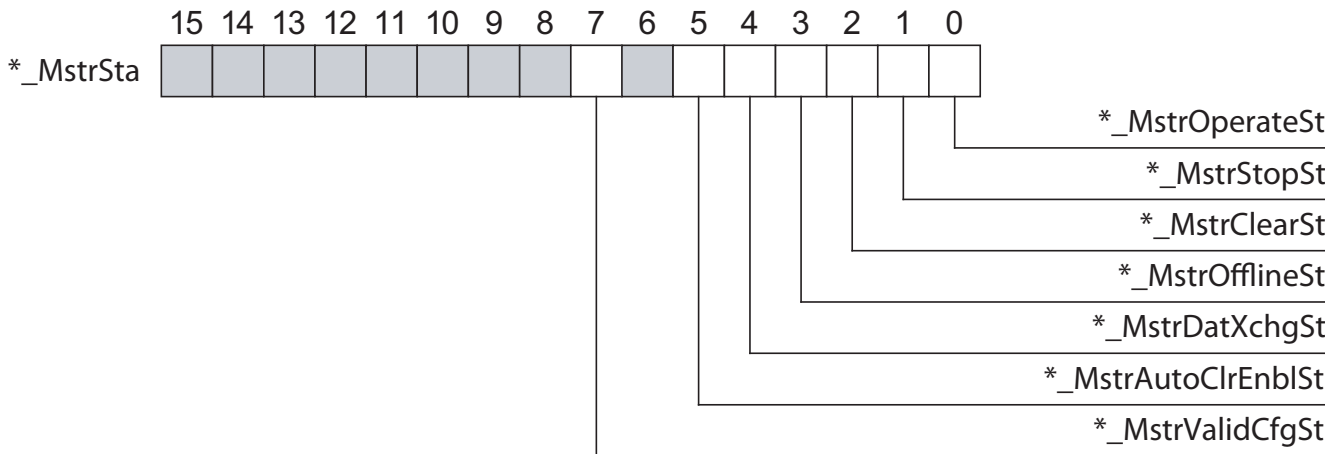 15 14 13 12 11 10 9 8 7 6 5 4 3 2 1 0
*_MstrSta
*_MstrOperateSt
*_MstrStopSt
*_MstrClearSt
*_MstrOfflineSt
*_MstrDatXchgSt
*_MstrAutoClrEnblSt
*_MstrValidCfgSt